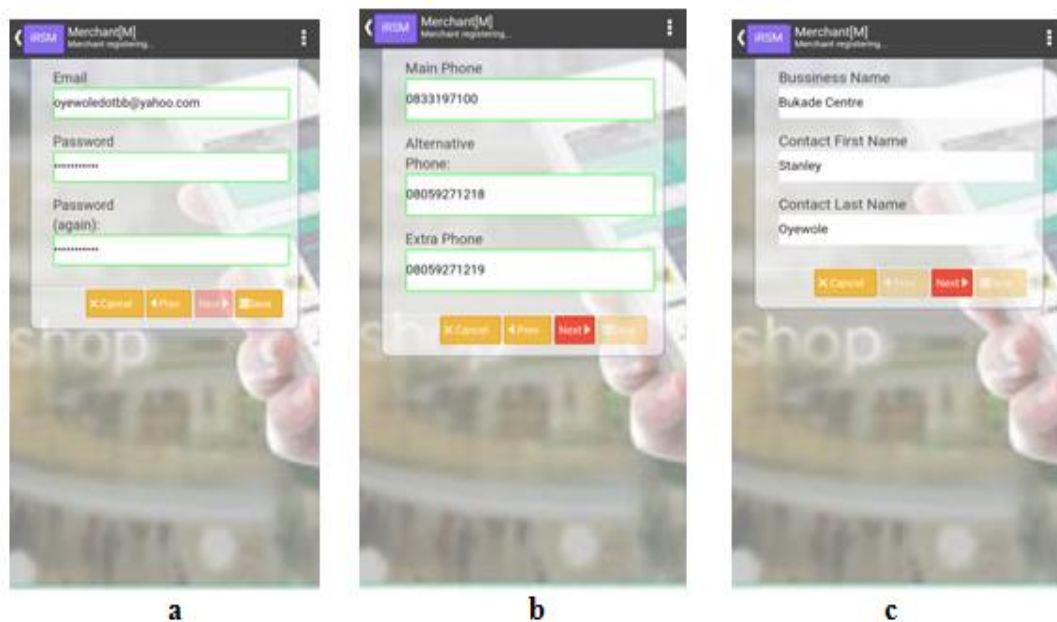 iRSM
Merchant[M]
Merchant registering...
Email
oyewoledotbb@yahoo.com
Password
•••••••••••
Password
(again):
•••••••••••
Cancel
Prev
Next
Save
shop
a
iRSM
Merchant[M]
Merchant registering...
Main Phone
0833197100
Alternative
Phone:
08059271218
Extra Phone
08059271219
Cancel
Prev
Next
Save
shop
b
iRSM
Merchant[M]
Merchant registering...
Bussiness Name
Bukade Centre
Contact First Name
Stanley
Contact Last Name
Oyewole
Cancel
Prev
Next
Save
shop
c